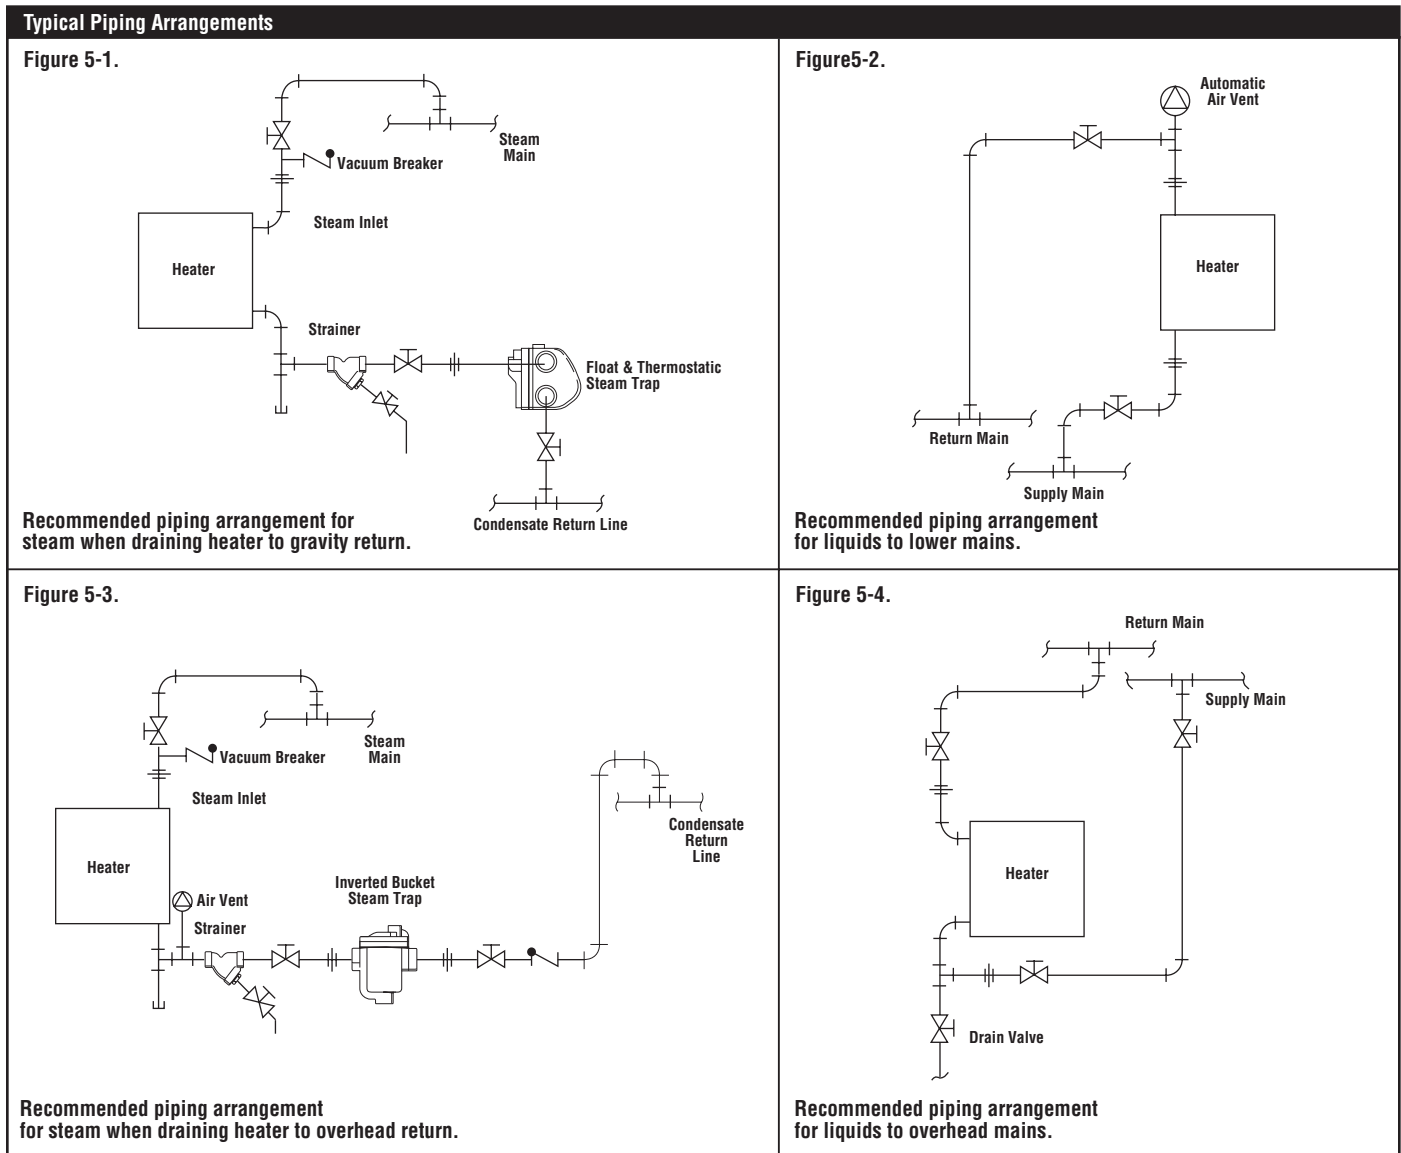 Typical Piping Arrangements
Figure 5-1.
Steam
Main
Vacuum Breaker
Steam Inlet
Heater
Strainer
Float & Thermostatic
Steam Trap
Condensate Return Line
Recommended piping arrangement for
steam when draining heater to gravity return.
Figure5-2.
Automatic
Air Vent
Heater
Return Main
Supply Main
Recommended piping arrangement
for liquids to lower mains.
Figure 5-3.
Steam
Main
Vacuum Breaker
Steam Inlet
Condensate
Return
Line
Heater
Inverted Bucket
Steam Trap
Air Vent
Strainer
Recommended piping arrangement
for steam when draining heater to overhead return.
Figure 5-4.
Return Main
Supply Main
Heater
Drain Valve
Recommended piping arrangement
for liquids to overhead mains.